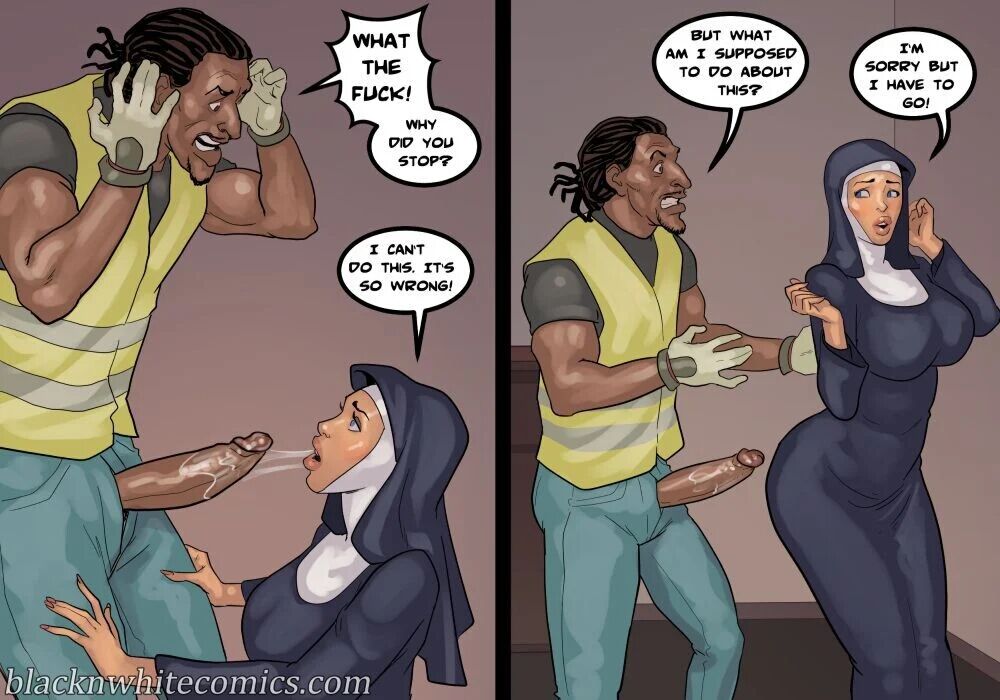 WHAT
THE
FUCK!
WHY
DID YOU
STOP?
I CAN'T
DO THIS. IT'S
SO WRONG!
BUT WHAT
AM I SUPPOSED
TO DO ABOUT
THIS?
I'M
SORRY BUT
I HAVE TO
GO!
blacknwhitecomics.com